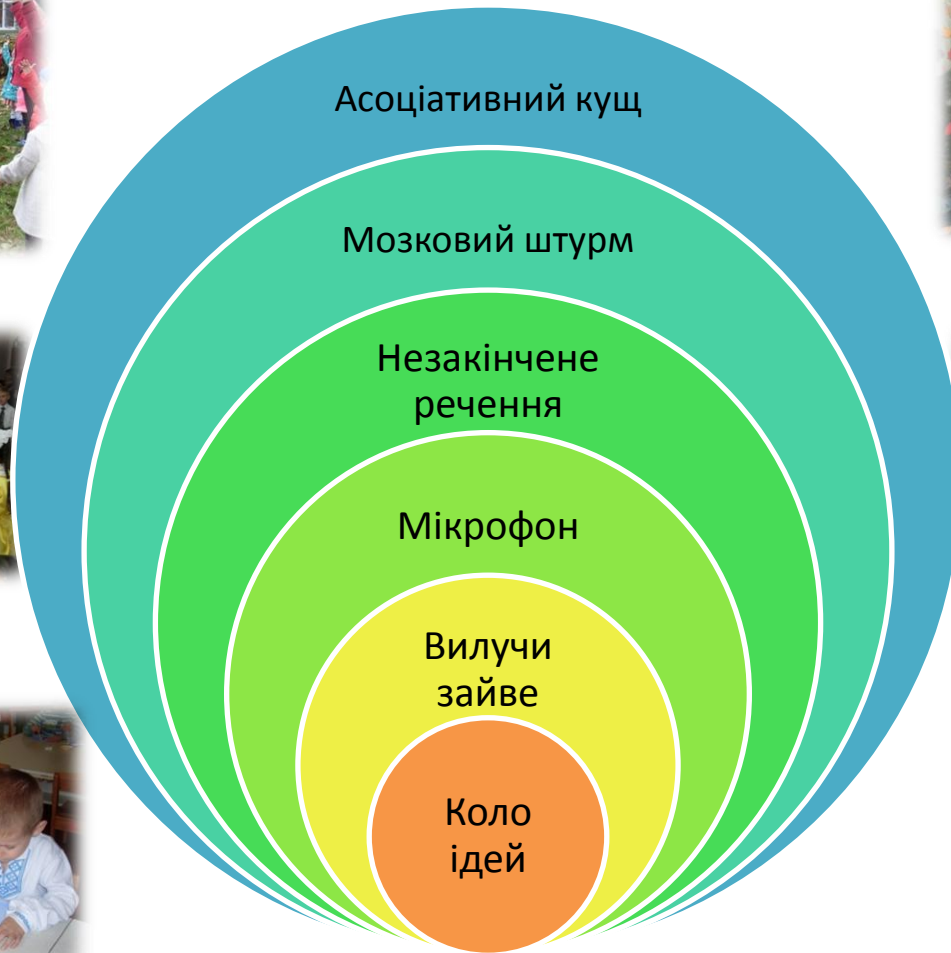 Асоціативний кущ
Мозковий штурм
Незакінчене
речення
Мікрофон
Вилучи
зайве
Коло
ідей